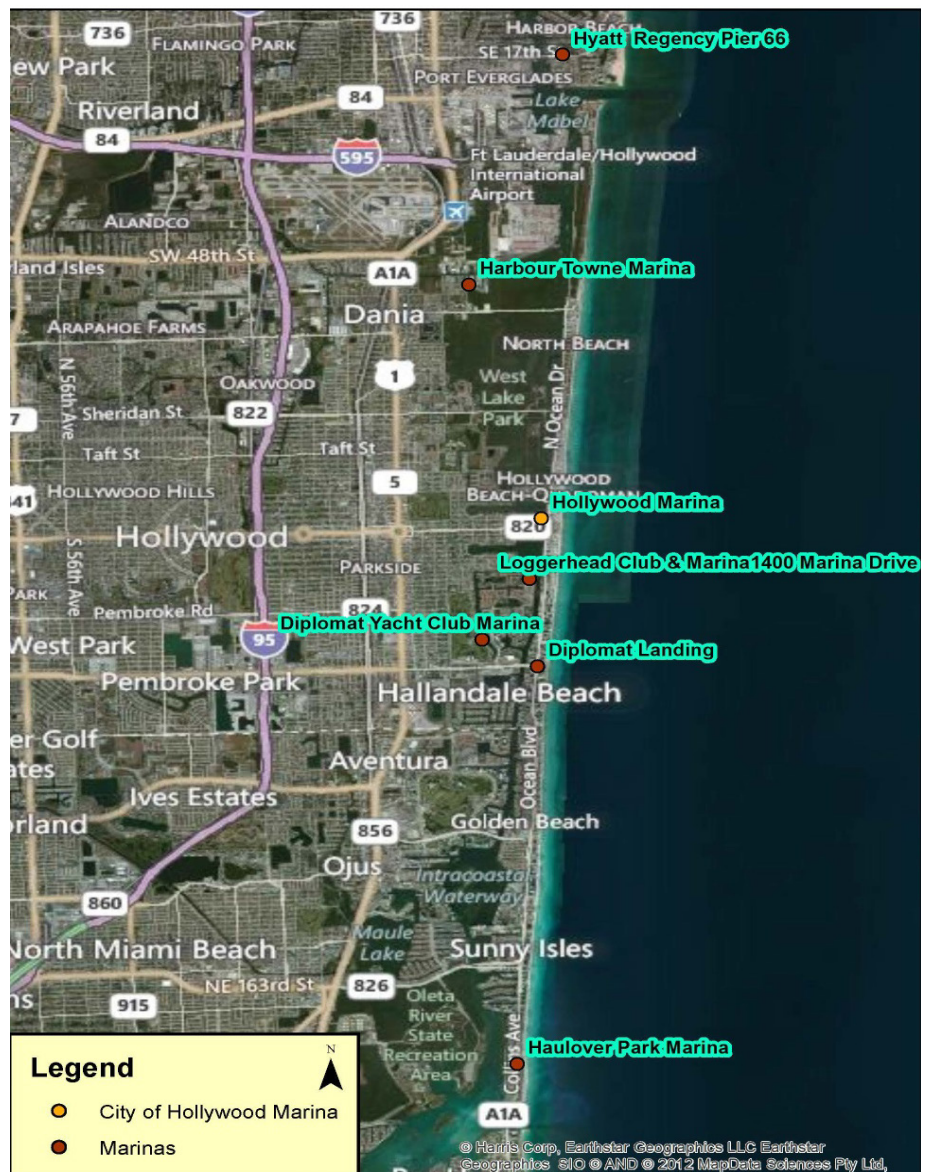 736
HARBOR BEACH
Hyatt Regency Pier 66
FLAMINGO PARK
SE 17th S
ew Park
PORT EVERGLADES
84
Lake
Mabel
Riverland
84
595
Ft Lauderdale/Hollywood
International
Airport
ALANDCO
SW 48th St
rland Isles
A1A
Harbour Towne Marina
Dania
ARAPAHOE FARMS
NORTH BEACH
N 56th Ave
OAKWOOD
1
West
Lake
Park
N Ocean Dr
822
Sheridan St
7
Taft St
Taft St
HOLLYWOOD HILLS
5
HOLLYWOOD
441
Hollywood Marina
820
Hollywood
S 56th Ave
PARKSIDE
Loggerhead Club & Marina1400 Marina Drive
PARK
Pembroke Rd
824
Diplomat Yacht Club Marina
95
West Park
Diplomat Landing
Pembroke Park
Hallandale Beach
er Golf
ates
Aventura
Ocean Blvd
Ives Estates
orland
856
Golden Beach
Ojus
Intracoastal
Waterway
860
Maule
Lake
North Miami Beach
Sunny Isles
NE 163rd St
826
ns
915
Oleta
River
State
Recreation
Area
Collins Ave
Haulover Park Marina
A1A
Legend
N
City of Hollywood Marina
Marinas
© Harris Corp, Earthstar Geographics LLC Earthstar
Geographics SIO © AND © 2012 MapData Sciences Pty Ltd,